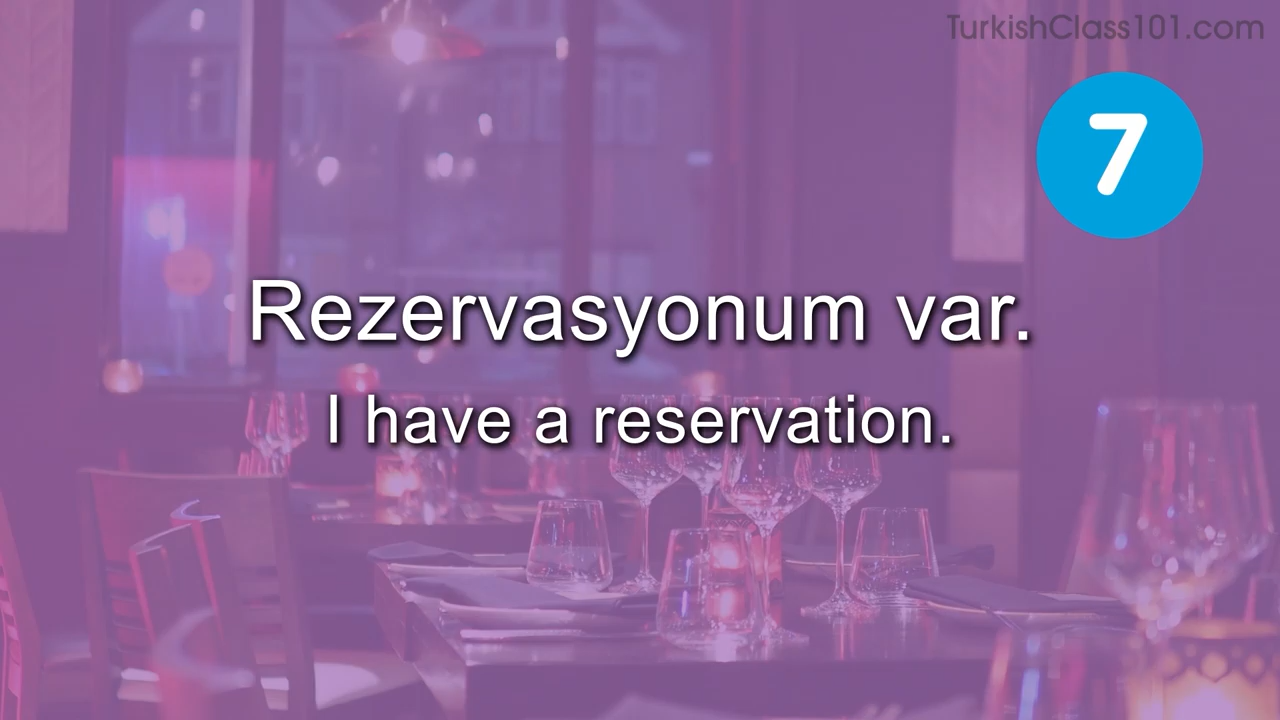 TurkishClass101.com
7
Rezervasyonum var.
I have a reservation.